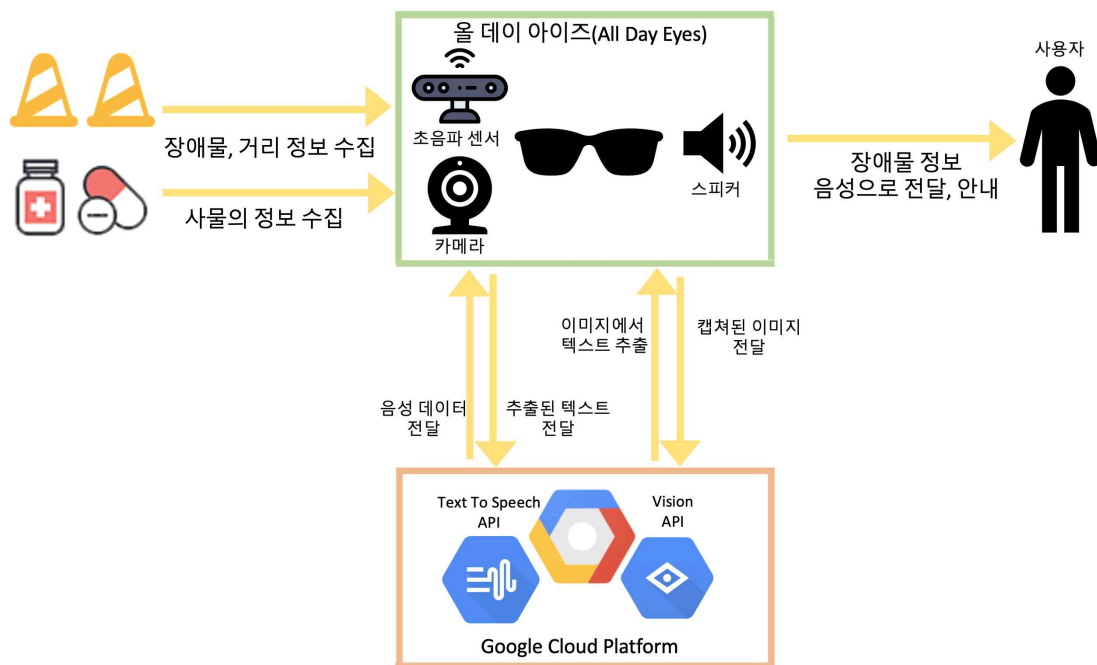 올 데이 아이즈(All Day Eyes)
초음파 센서
카메라
스피커
장애물, 거리 정보 수집
사물의 정보 수집
장애물 정보
음성으로 전달, 안내
사용자
음성 데이터
전달
추출된 텍스트
전달
이미지에서
텍스트 추출
캡쳐된 이미지
전달
Text To Speech
API
Vision
API
Google Cloud Platform